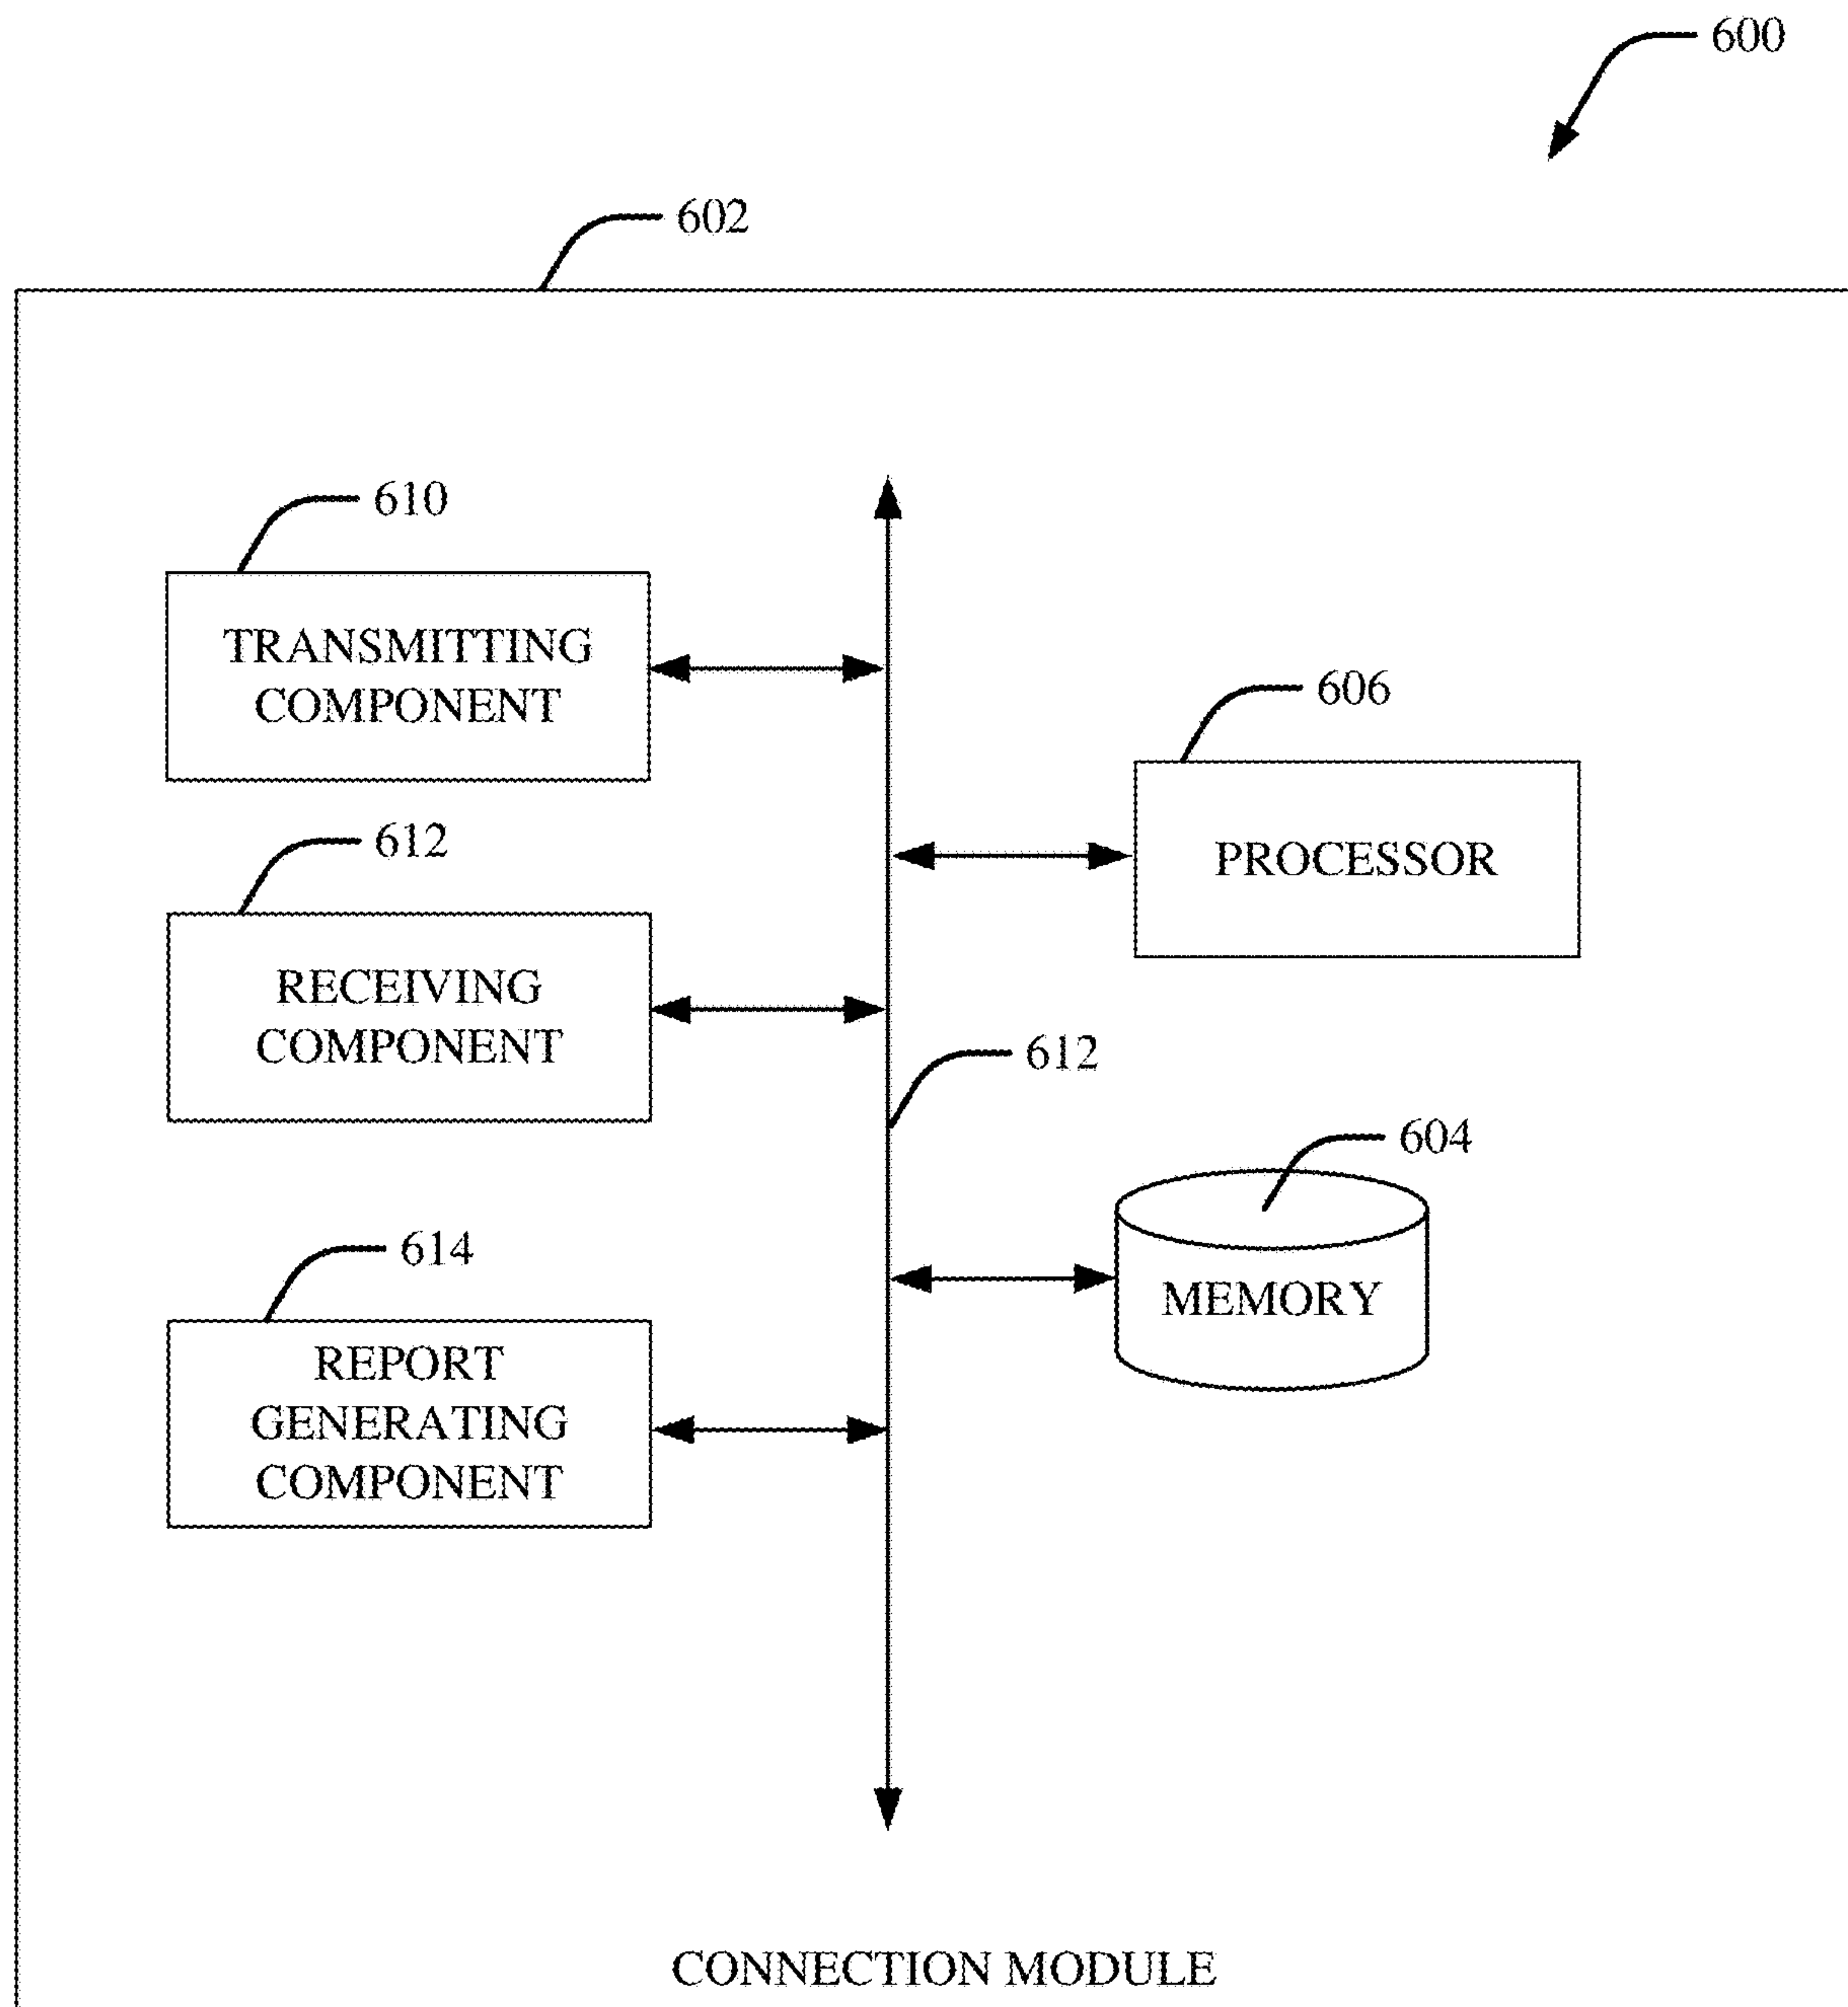 600
602
610
TRANSMITTING
COMPONENT
606
PROCESSOR
612
RECEIVING
COMPONENT
612
604
MEMORY
614
REPORT
GENERATING
COMPONENT
CONNECTION MODULE